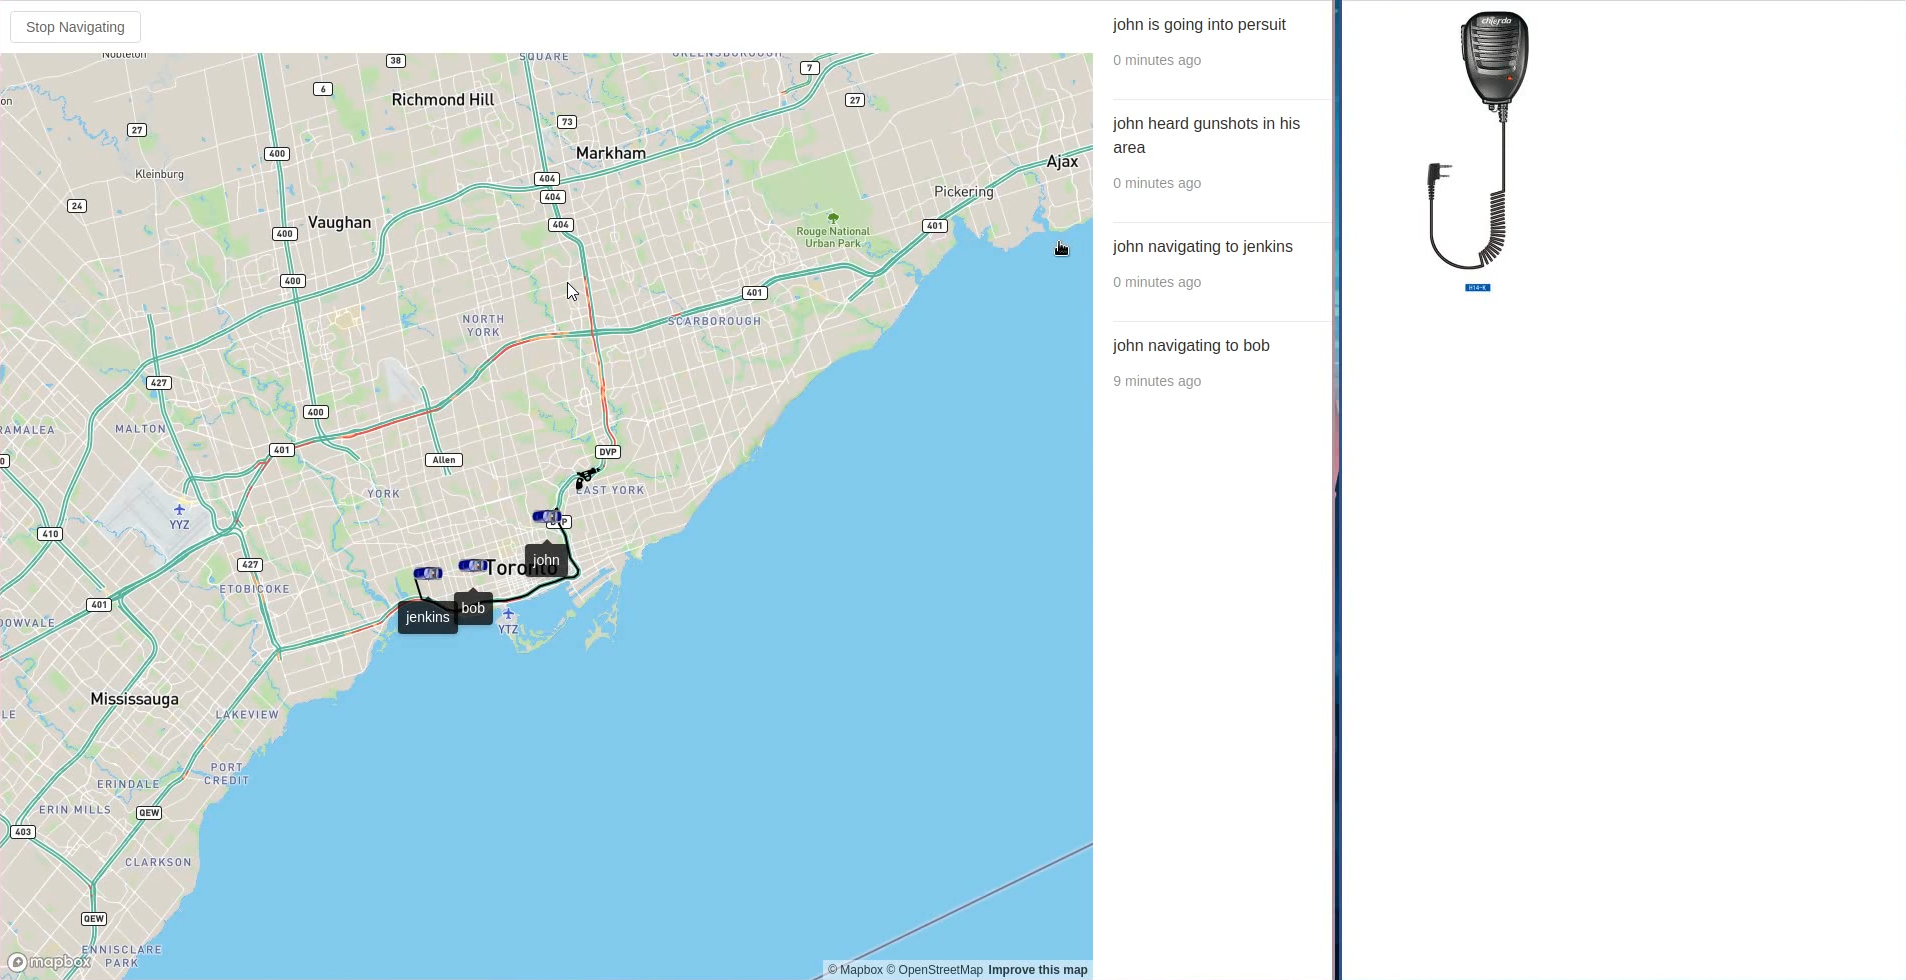 Stop Navigating
Nobleton
38
SQUARE
7
6
Richmond Hill
27
73
27
400
Markham
Ajax
Kleinburg
404
Pickering
24
404
Vaughan
404
401
400
Rouge National
Urban Park
400
401
NORTH
YORK
SCARBOROUGH
427
400
MALTON
401
DVP
Allen
YORK
EAST YORK
YYZ
410
john
Toronto
427
ETOBICOKE
401
bob
jenkins
YTZ
Mississauga
LAKEVIEW
PORT
CREDIT
ERINDALE
ERIN MILLS
QEW
403
CLARKSON
QEW
ENNISCLARE
PARK
mapbox
© Mapbox © OpenStreetMap Improve this map
john is going into persuit
0 minutes ago
john heard gunshots in his
area
0 minutes ago
john navigating to jenkins
0 minutes ago
john navigating to bob
9 minutes ago
chierda